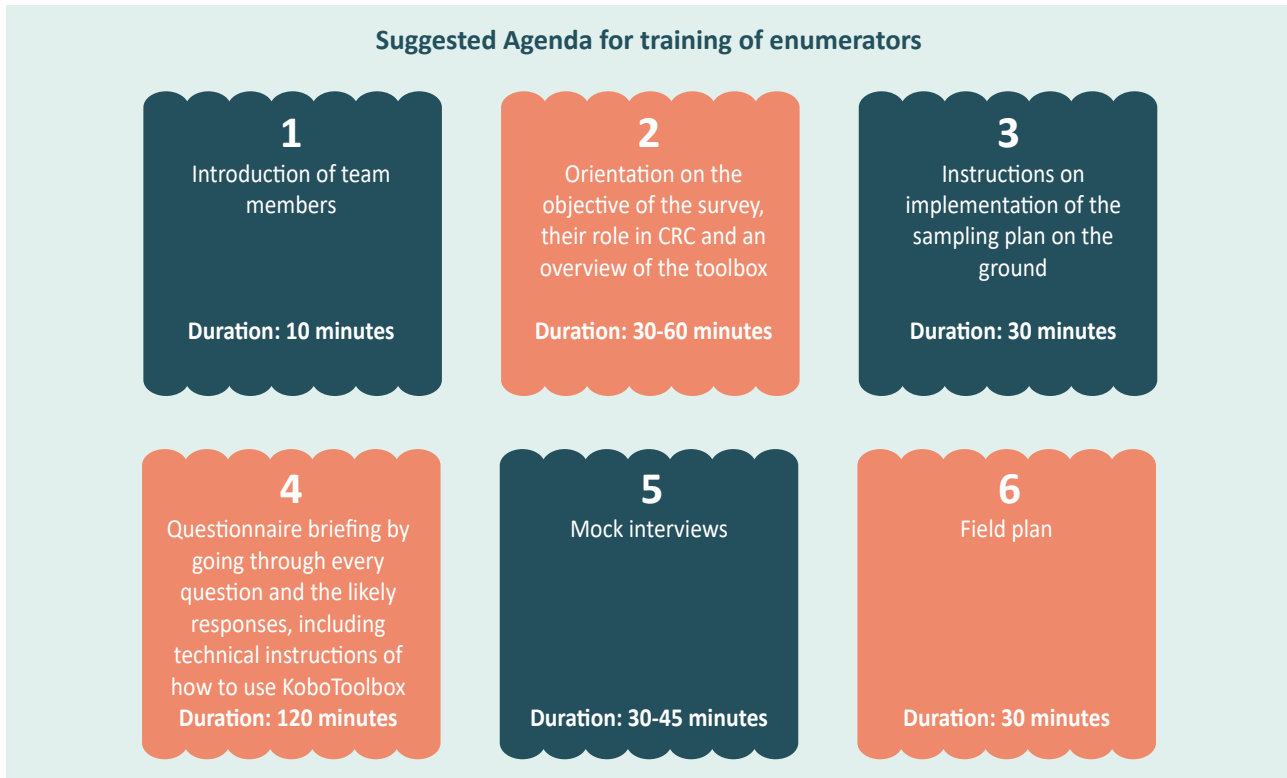 Suggested Agenda for training of enumerators
1
Introduction of team
members
Duration: 10 minutes
2
Orientation on the
objective of the survey,
their role in CRC and an
overview of the toolbox
Duration: 30-60 minutes
3
Instructions on
implementation of the
sampling plan on the
ground
Duration: 30 minutes
4
Questionnaire briefing by
going through every
question and the likely
responses, including
technical instructions of
how to use KoboToolbox
Duration: 120 minutes
5
Mock interviews
Duration: 30-45 minutes
6
Field plan
Duration: 30 minutes